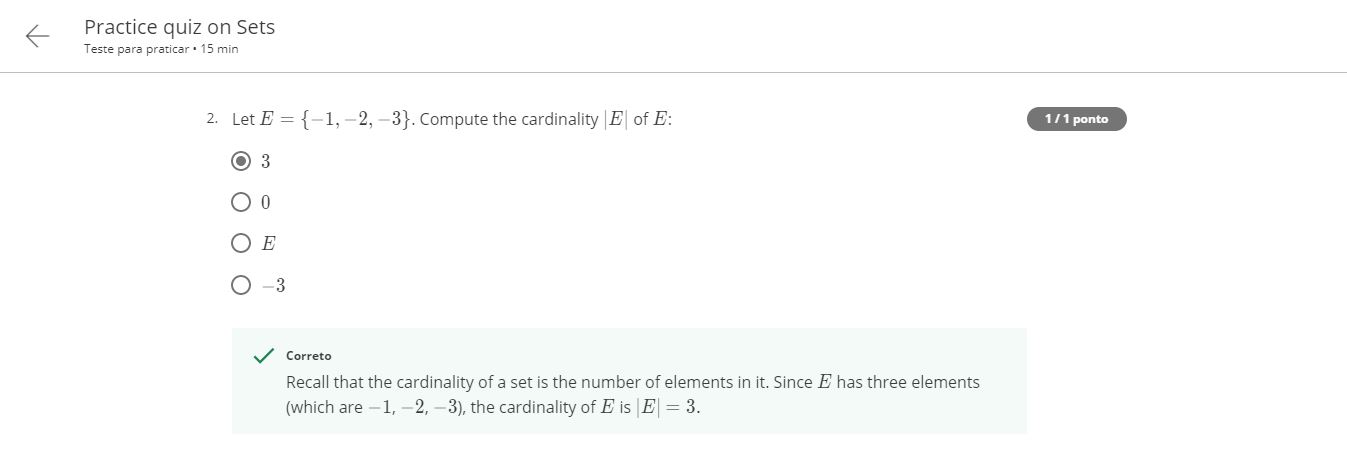 Practice quiz on Sets
Teste para praticar • 15 min
2. Let E = {−1, −2, −3}. Compute the cardinality |E| of E:
1 / 1 ponto
3
0
E
−3
Correto
Recall that the cardinality of a set is the number of elements in it. Since E has three elements
(which are −1, −2, −3), the cardinality of E is |E| = 3.